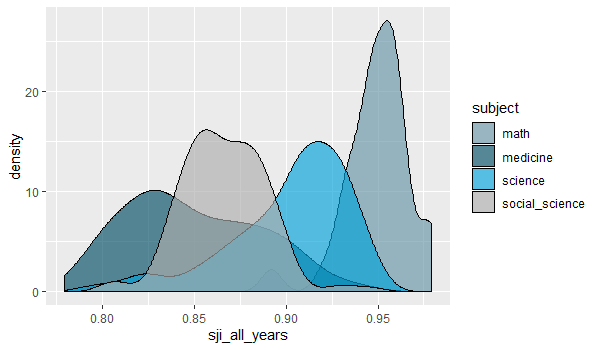 density
20
10
0
0.80 0.85 0.90 0.95
sji_all_years
subject
math
medicine
science
social_science